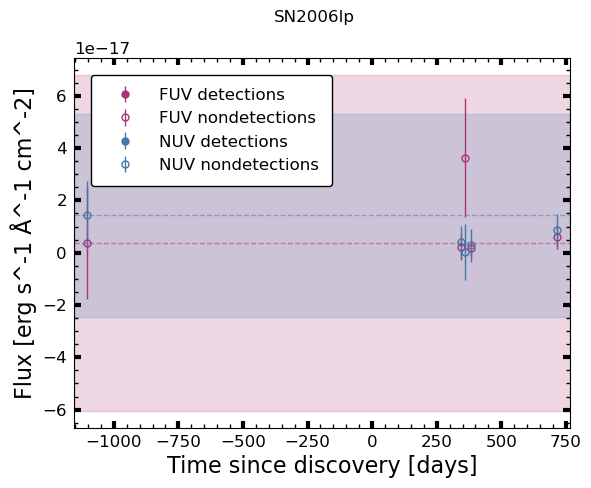 SN2006lp
1e−17
Flux [erg s^-1 Å^-1 cm^-2]
6
4
2
0
−2
−4
−6
FUV detections
FUV nondetections
NUV detections
NUV nondetections
−1000 −750 −500 −250 0 250 500 750
Time since discovery [days]